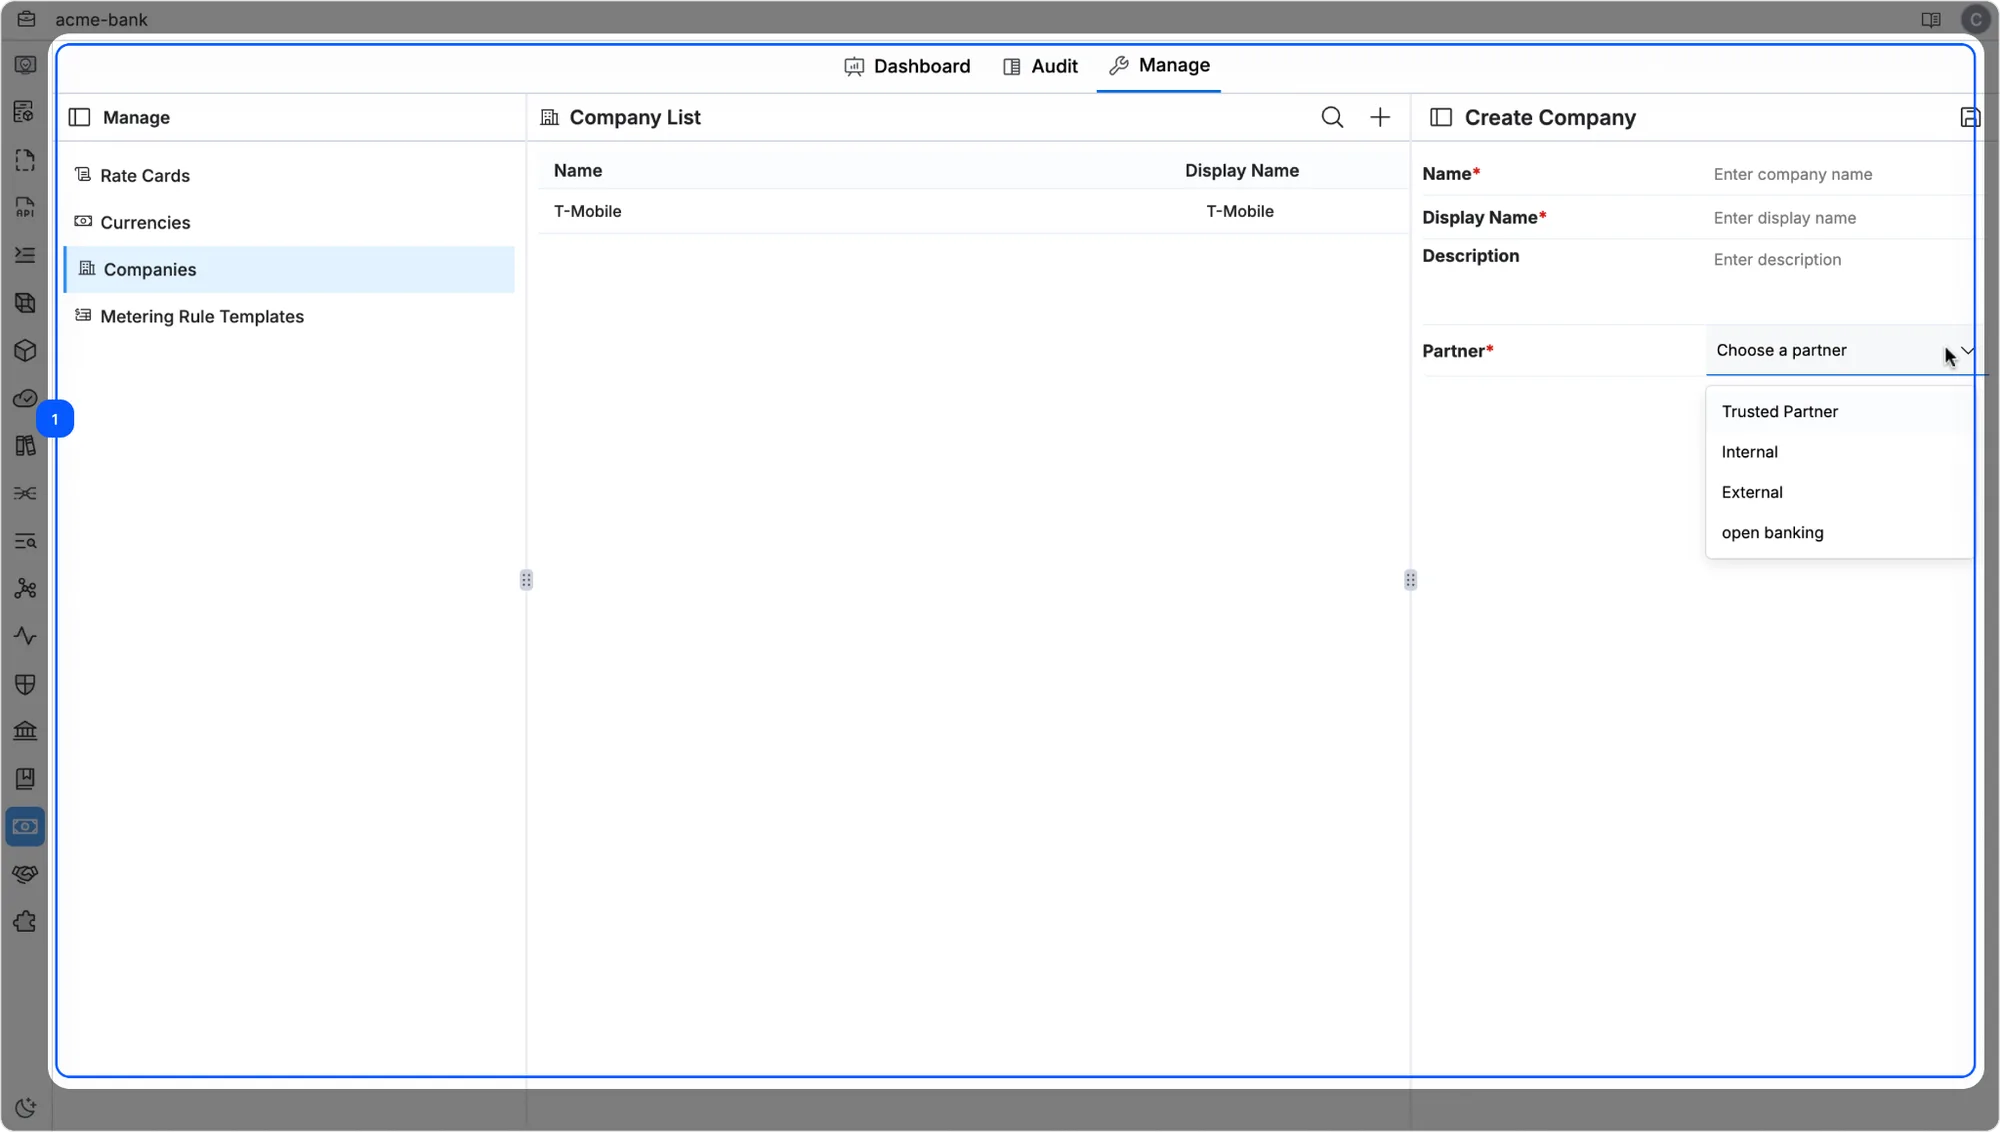 acme-bank
C
Dashboard Audit Manage
Manage
Company List
Create Company
Rate Cards
Currencies
Companies
Metering Rule Templates
Name Display Name
T-Mobile T-Mobile
Name* Enter company name
Display Name* Enter display name
Description Enter description
Partner* Choose a partner
Trusted Partner
Internal
External
open banking
1
API